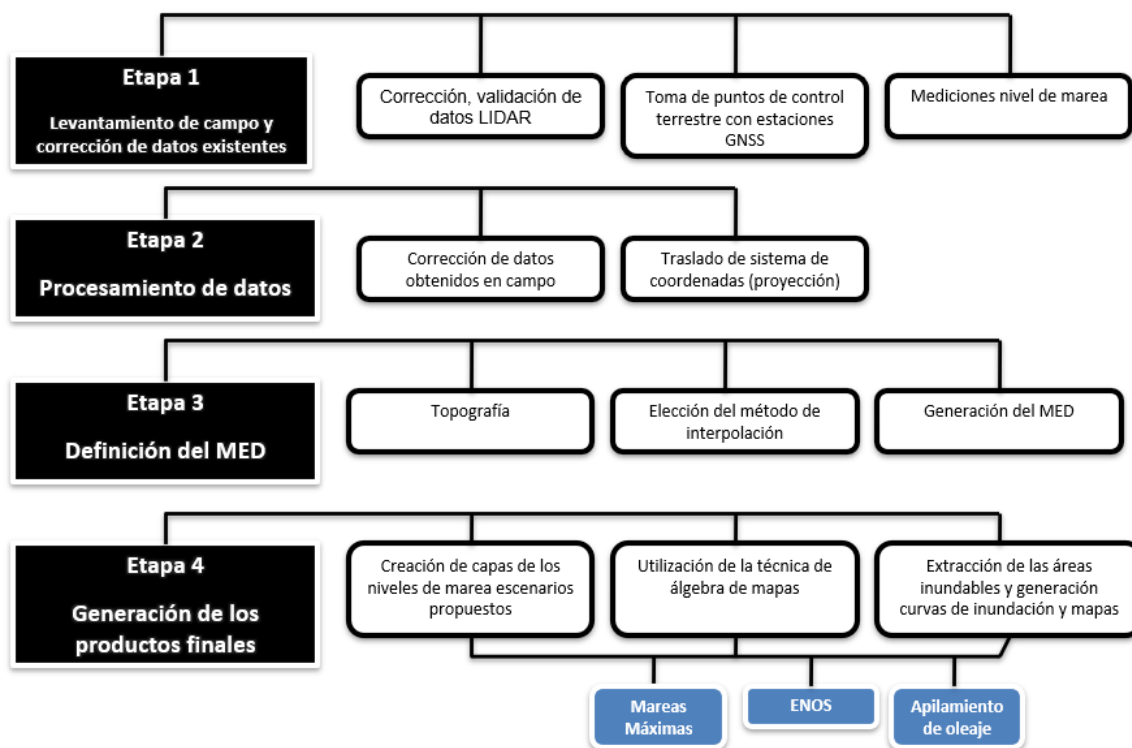 Etapa 1
Levantamiento de campo y
corrección de datos existentes
Corrección, validación de
datos LIDAR
Toma de puntos de control
terrestre con estaciones
GNSS
Mediciones nivel de marea
Etapa 2
Procesamiento de datos
Corrección de datos
obtenidos en campo
Traslado de sistema de
coordenadas (proyección)
Etapa 3
Definición del MED
Topografía
Elección del método de
interpolación
Generación del MED
Etapa 4
Generación de los
productos finales
Creación de capas de los
niveles de marea escenarios
propuestos
Utilización de la técnica de
álgebra de mapas
Extracción de las áreas
inundables y generación
curvas de inundación y mapas
Mareas
Máximas
ENOS
Apilamiento
de oleaje